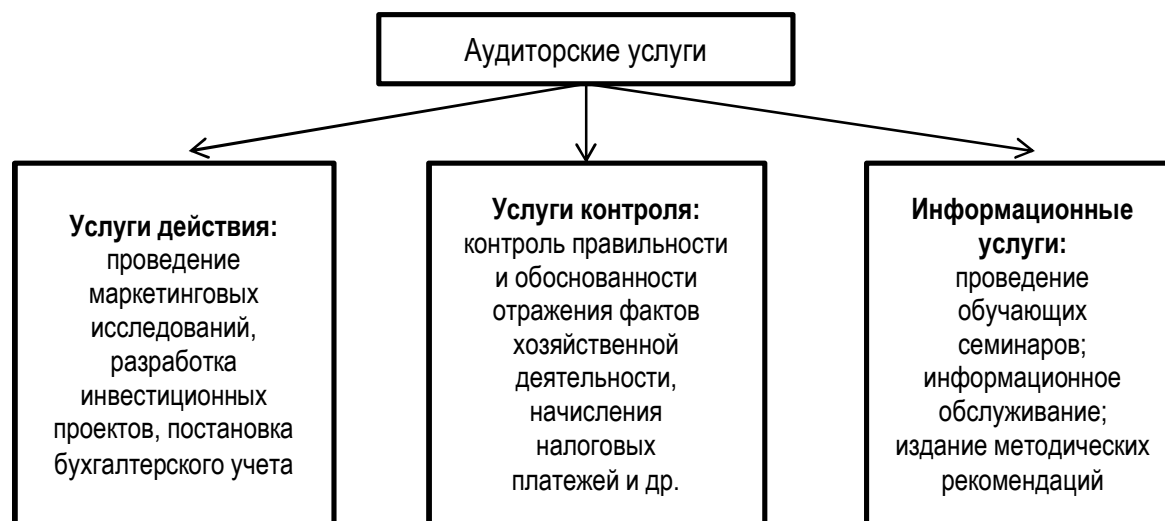 Аудиторские услуги
Услуги действия:
проведение
маркетинговых
исследований,
разработка
инвестиционных
проектов, постановка
бухгалтерского учета
Услуги контроля:
контроль правильности
и обоснованности
отражения фактов
хозяйственной
деятельности,
начисления
налоговых
платежей и др.
Информационные
услуги:
проведение
обучающих
семинаров;
информационное
обслуживание;
издание методических
рекомендаций